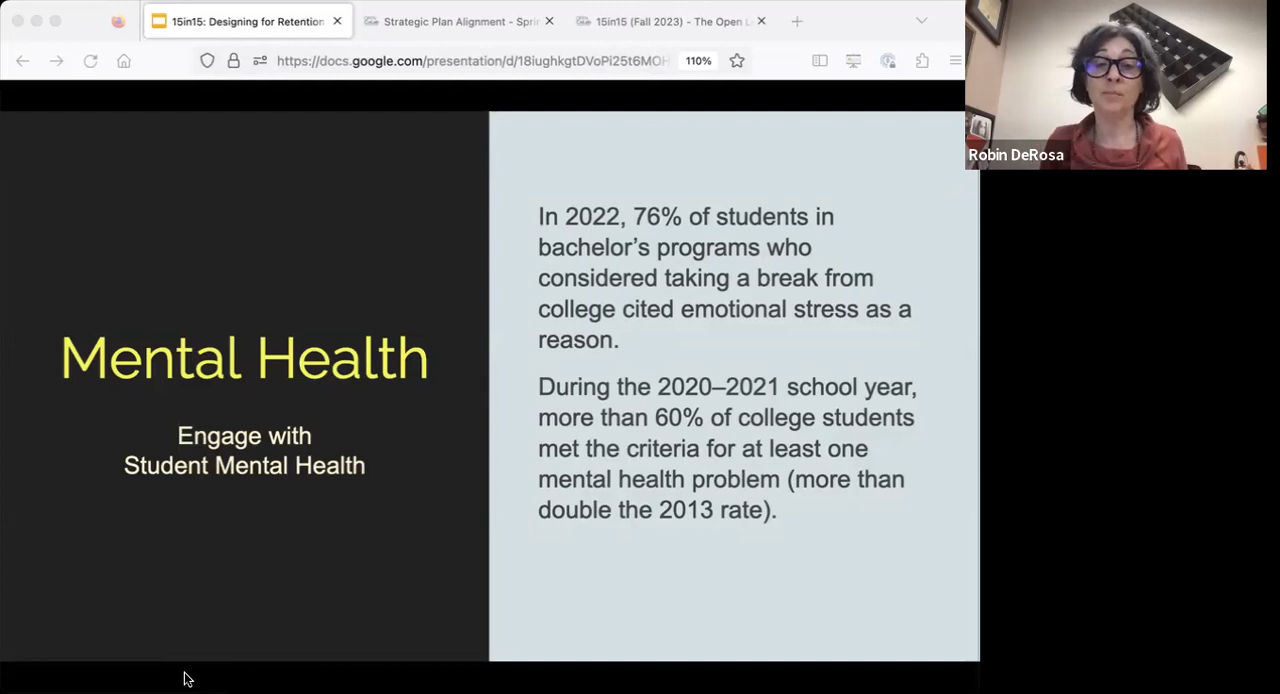 15in15: Designing for Retention
Strategic Plan Alignment - Spri
15in15 (Fall 2023) - The Open L
https://docs.google.com/presentation/d/18iughkgtDVoPi25t6MOH
110%
Robin DeRosa
Mental Health
Engage with
Student Mental Health
In 2022, 76% of students in
bachelor’s programs who
considered taking a break from
college cited emotional stress as a
reason.
During the 2020–2021 school year,
more than 60% of college students
met the criteria for at least one
mental health problem (more than
double the 2013 rate).